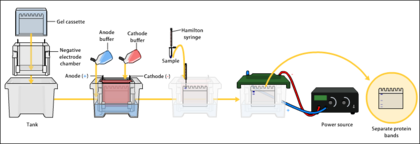 Gel cassette
Negative
electrode
chamber
Tank
Anode
buffer
Cathode
buffer
Anode (+)
Cathode (-)
Hamilton
syringe
Sample
Power source
Separate protein
bands